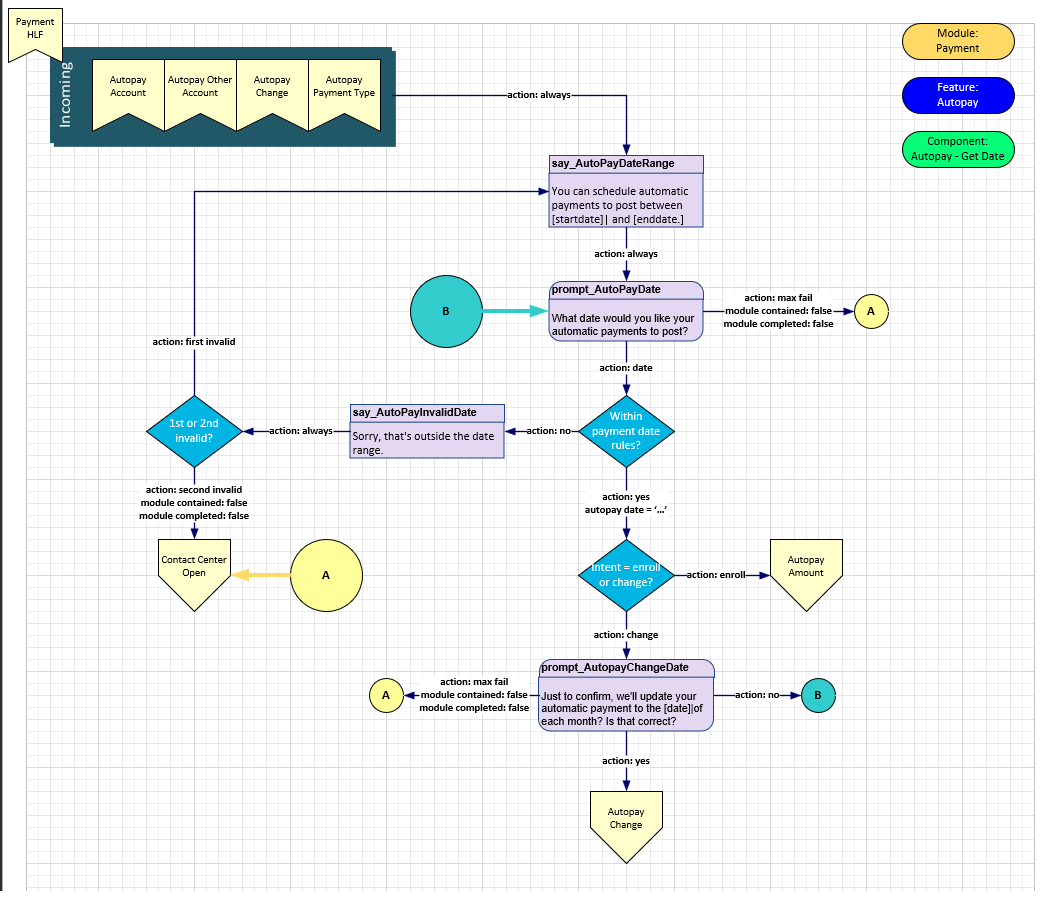 Payment
HLF
Incoming
Autopay
Account
Autopay Other
Account
Autopay
Change
Autopay
Payment Type
action: always
Module:
Payment
Feature:
Autopay
Component:
Autopay - Get Date
say_AutoPayDateRange
You can schedule automatic
payments to post between
[startdate]| and [enddate.]
action: always
B
prompt_AutoPayDate
What date would you like your
automatic payments to post?
action: max fail
module contained: false
module completed: false
A
action: first invalid
action: date
1st or 2nd
invalid?
action: always
say_AutoPayInvalidDate
Sorry, that's outside the date
range.
action: no
Within
payment date
rules?
action: second invalid
module contained: false
module completed: false
action: yes
autopay date = ‘...’
Contact Center
Open
A
Intent = enroll
or change?
action: enroll
Autopay
Amount
action: change
A
action: max fail
module contained: false
module completed: false
prompt_AutopayChangeDate
Just to confirm, we'll update your
automatic payment to the [date]|of
each month? Is that correct?
action: no
B
action: yes
Autopay
Change